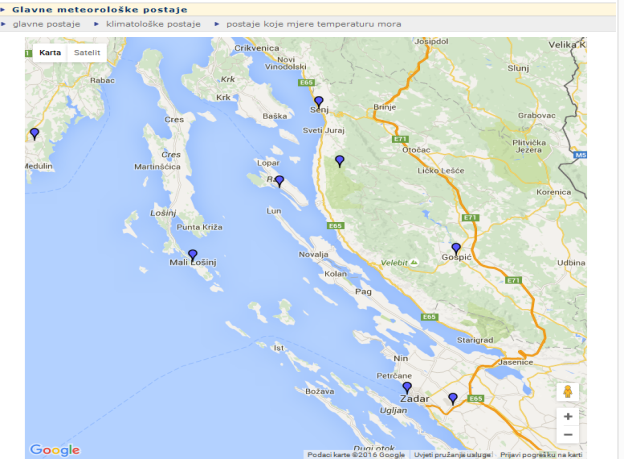 Glavne meteorološke postaje
glavne postaje klimatološke postaje postaje koje mjere temperaturu mora
Karta Satelit
Josipdol
Velika K
Crikvenica
Novi
Vinodolski
Slunj
Rabac
Krk
E65
Krk
Senj
Brinje
Grabovac
Cres
Baška
Sveti Juraj
E71
Plitvička
Jezera
Otočac
M5
Cres
Medulin
Martinšćica
Lopar
Ličko Lešće
Korenica
Lošinj
Lun
E71
Punta Križa
E65
Mali Lošinj
Novalja
Velebit
Gospić
Udbina
Kolan
Pag
E71
E65
Starigrad
Ist
Nin
Jasenice
Petrčane
Božava
Zadar
E65
Ugljan
Dugi otok
Google
Podaci karte ©2016 Google Uvjeti pružanja usluge Prijavi pogrešku na karti